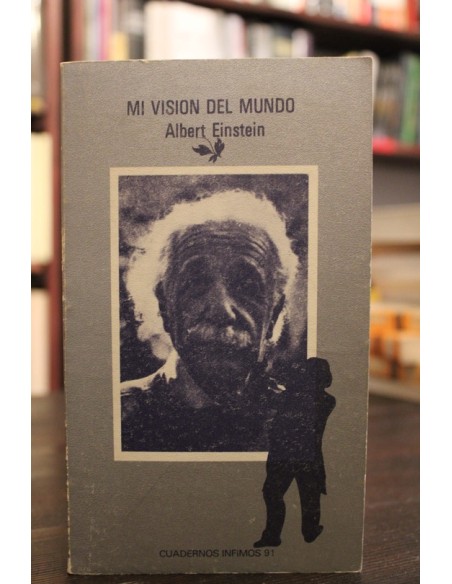 MI VISION DEL MUNDO
Albert Einstein
CUADERNOS INFIMOS 91